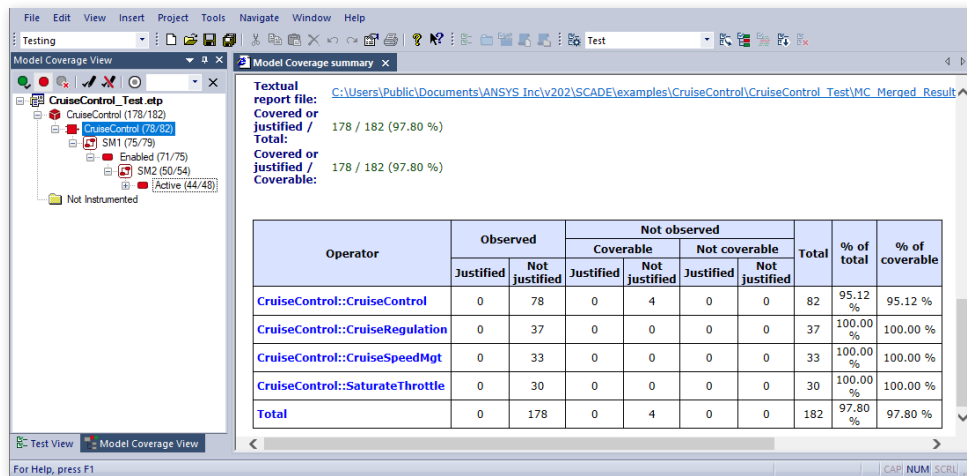 File Edit View Insert Project Tools Navigate Window Help
Testing Test
Model Coverage View
Model Coverage summary
CruiseControl_Test.etp
CruiseControl (178/182)
CruiseControl (78/82)
SM1 (75/79)
Enabled (71/75)
SM2 (50/54)
Active (44/48)
Not Instrumented
Test View Model Coverage View
Textual
report file: C:\Users\Public\Documents\ANSYS Inc\v202\SCADE\examples\CruiseControl\CruiseControl_Test\MC_Merged_Result
Covered or
justified / 178 / 182 (97.80 %)
Total:
Covered or
justified / 178 / 182 (97.80 %)
Coverable:
Operator Observed Not observed Total % of total % of coverable
Coverable Not coverable
Justified Not justified Justified Not justified Justified Not justified
CruiseControl::CruiseControl 0 78 0 4 0 0 82 95.12 % 95.12 %
CruiseControl::CruiseRegulation 0 37 0 0 0 0 37 100.00 % 100.00 %
CruiseControl::CruiseSpeedMgt 0 33 0 0 0 0 33 100.00 % 100.00 %
CruiseControl::SaturateThrottle 0 30 0 0 0 0 30 100.00 % 100.00 %
Total 0 178 0 4 0 0 182 97.80 % 97.80 %
For Help, press F1 CAP NUM SCRL